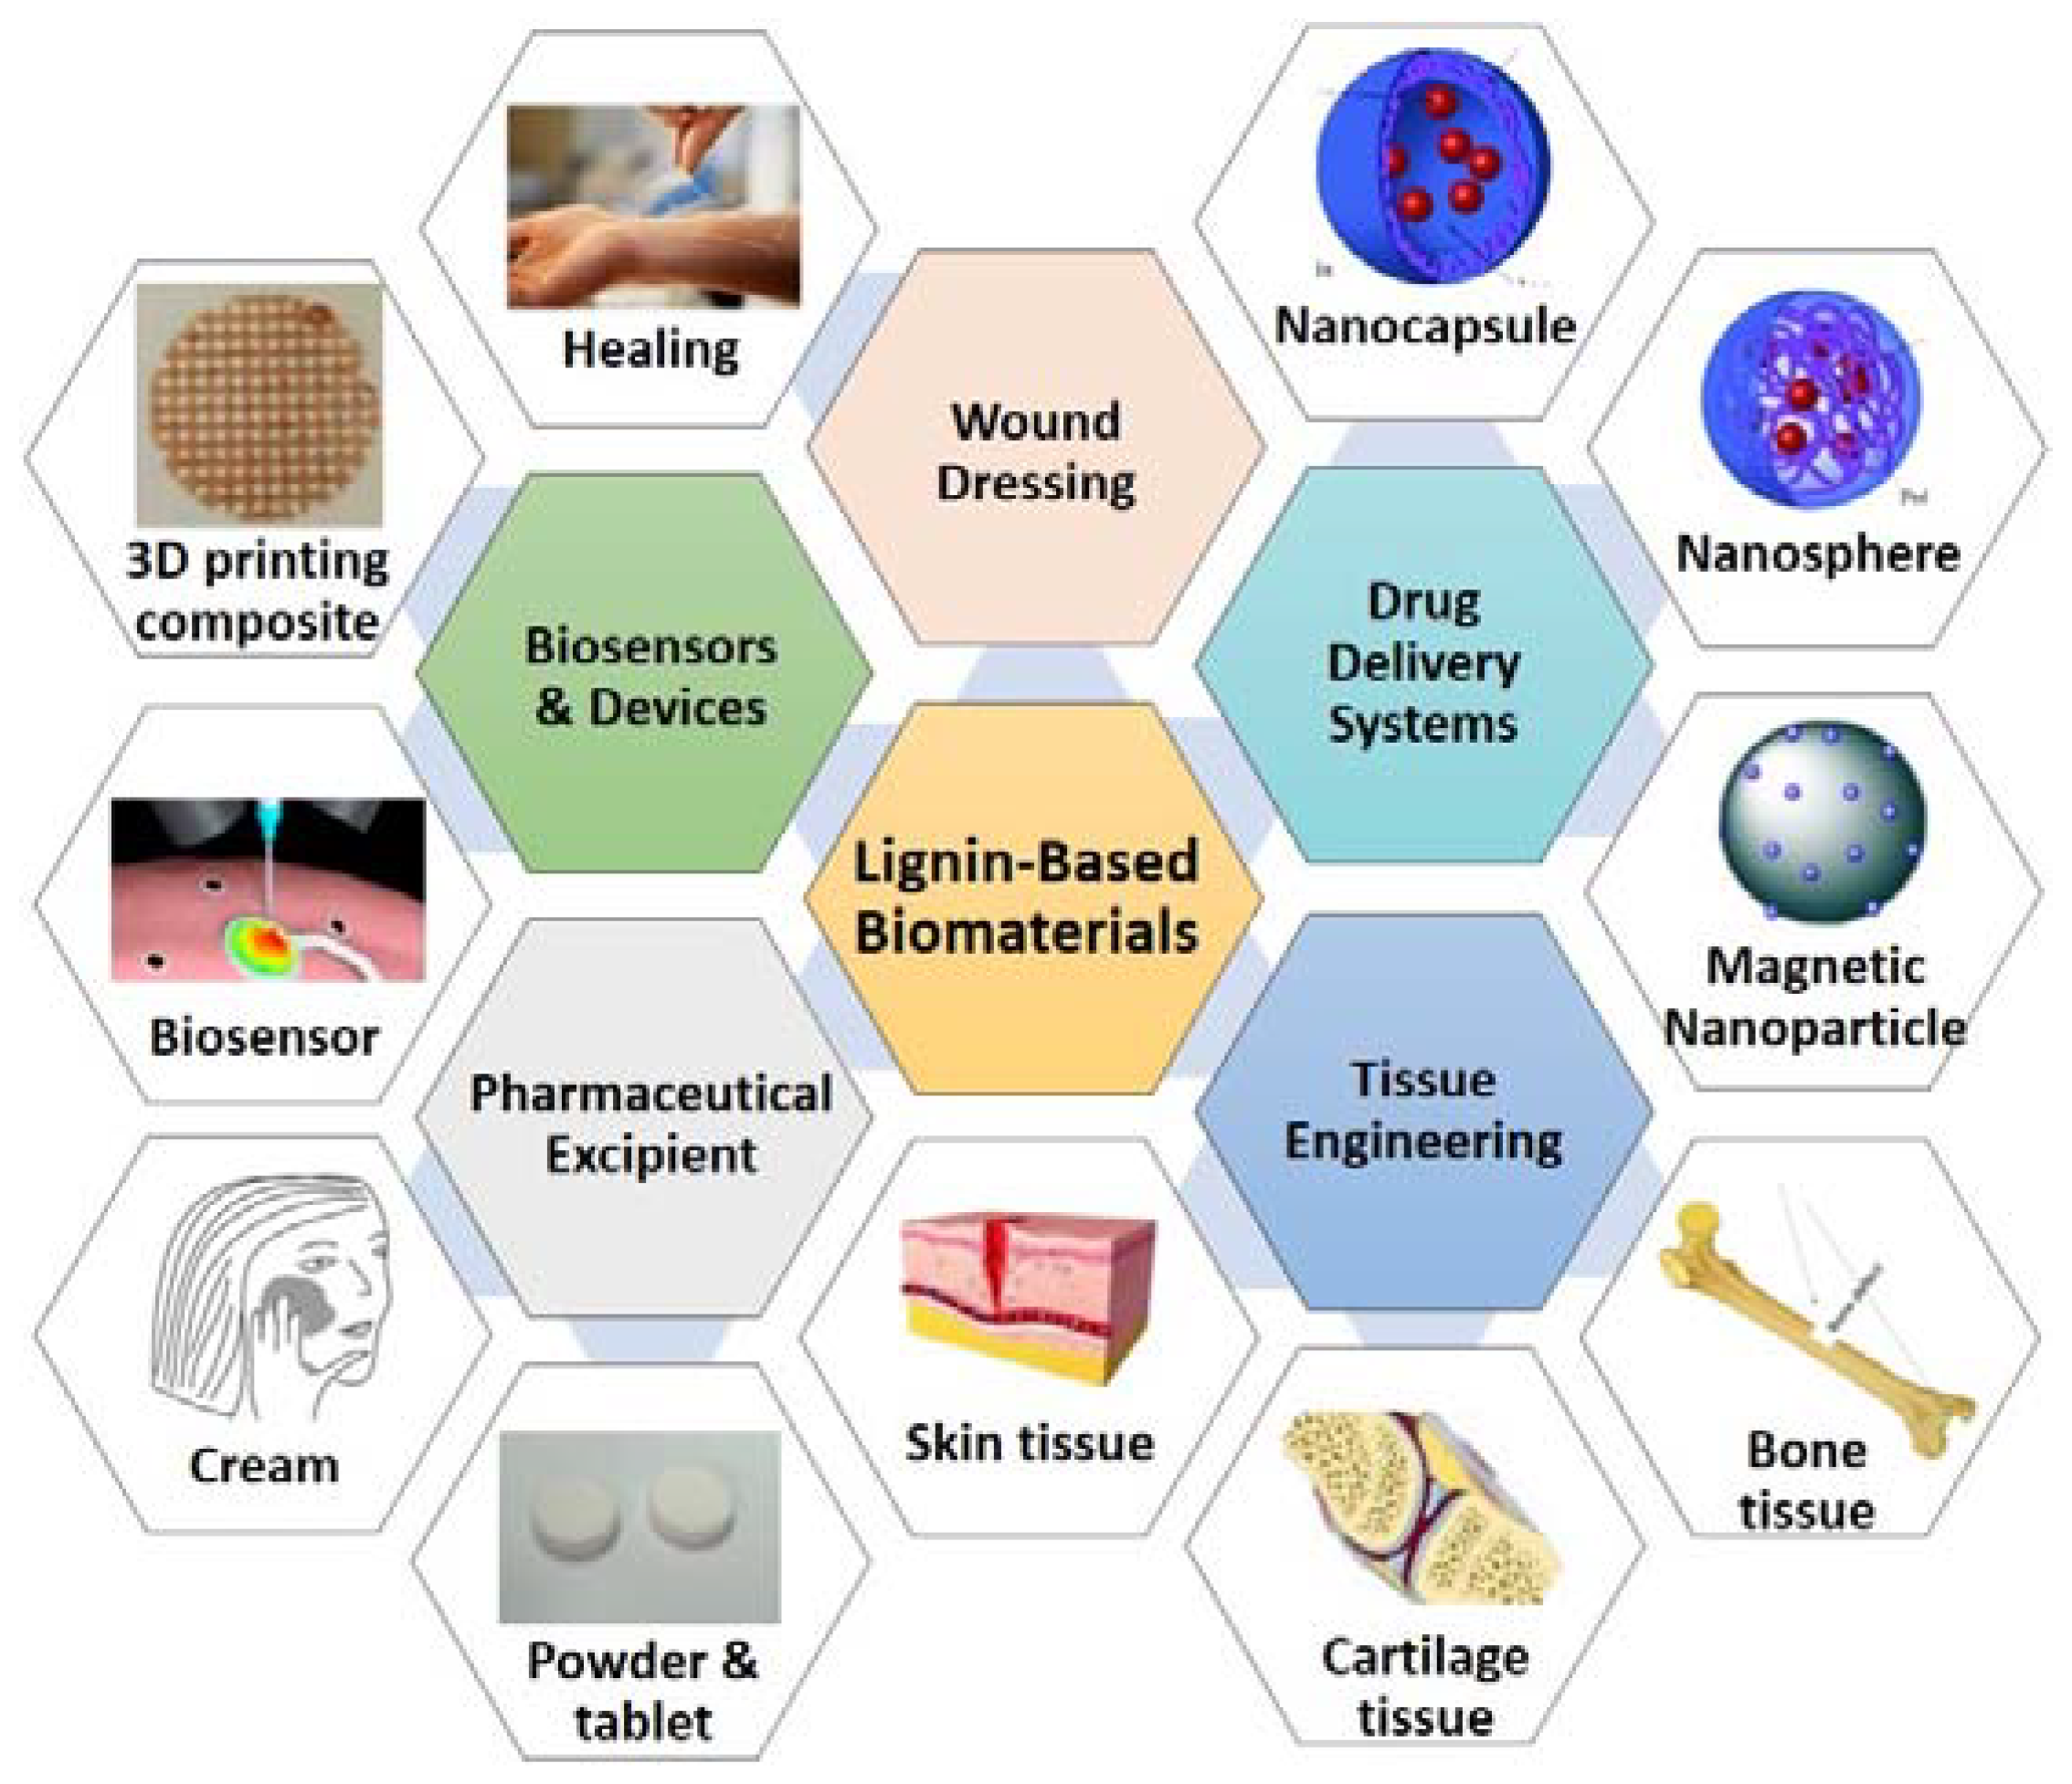 Healing
Nanocapsule
3D printing
composite
Wound
Dressing
Nanosphere
Biosensors
& Devices
Drug
Delivery
Systems
Biosensor
Lignin-Based
Biomaterials
Magnetic
Nanoparticle
Pharmaceutical
Excipient
Tissue
Engineering
Cream
Skin tissue
Bone
tissue
Powder &
tablet
Cartilage
tissue